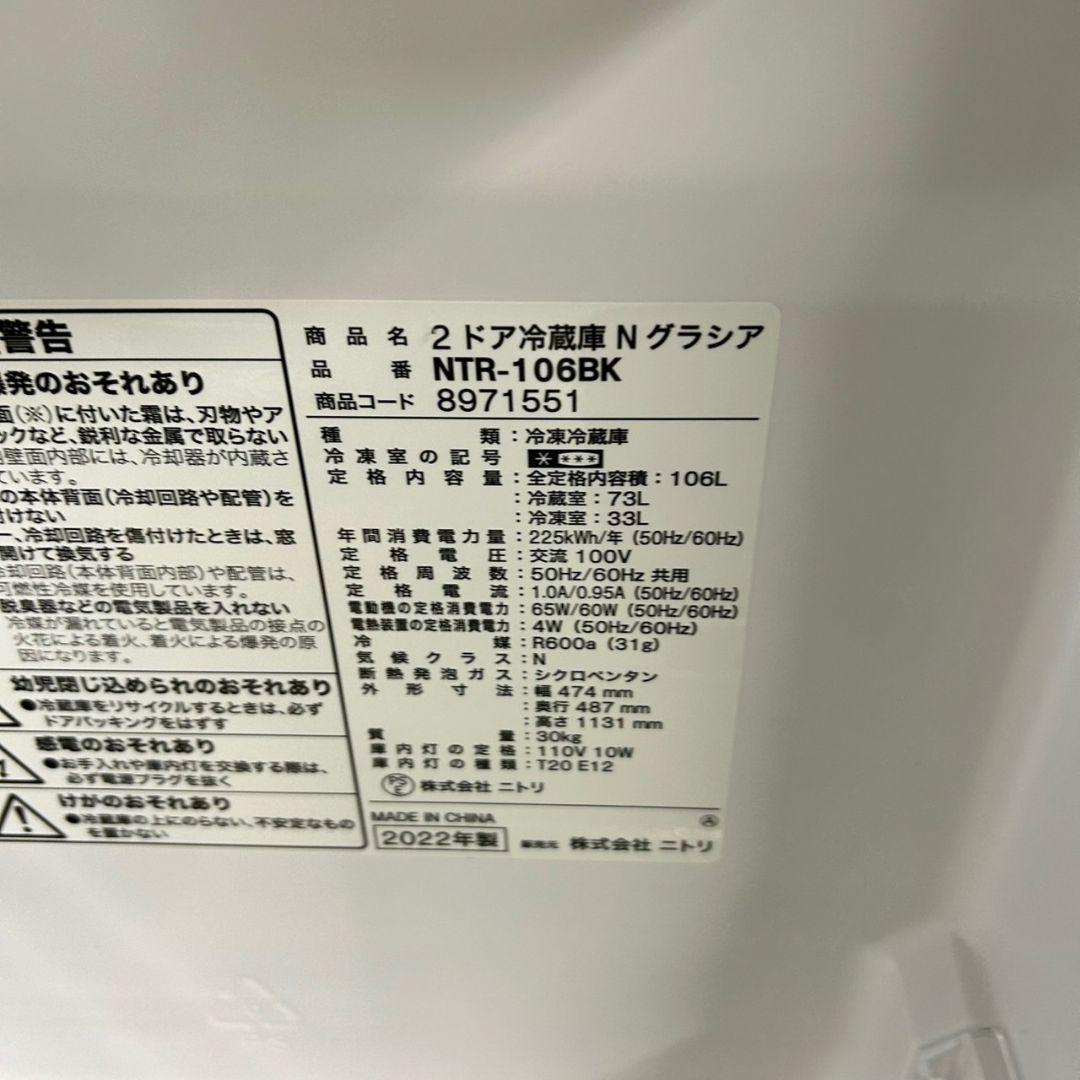 警告
発のおそれあり
面(※)に付いた霜は、刃物やア
ックなど、鋭利な金属で取らない
壁面内部には、冷却器が内蔵さ
ています。
の本体背面(冷却回路や配管)を
付けない
ー、冷却回路を傷付けたときは、窓
開けて換気する
冷却回路(本体背面内部)や配管は、
可燃性冷媒を使用しています。
脱臭器などの電気製品を入れない
冷媒が漏れていると電気製品の接点の
火花による着火、着火による爆発の原
因になります。
幼児閉じ込められのおそれあり
●冷蔵庫をリサイクルするときは、必ず
ドアパッキングをはずす
感電のおそれあり
●お手入れや庫内灯を交換する際は、
必ず電源プラグを抜く
けがのおそれあり
●冷蔵庫の上にのらない、不安定なもの
を置かない
商品名 2ドア冷蔵庫 N グラシア
品番 NTR-106BK
商品コード 8971551
種類:冷凍冷蔵庫
冷凍室の記号 * ***
定格内容量:全定格内容積:106L
:冷蔵室:73L
:冷凍室:33L
年間消費電力量:225kWh/年(50Hz/60Hz)
定格電圧:交流 100V
定格周波数:50Hz/60Hz 共用
定格電流:1.0A/0.95A(50Hz/60Hz)
電動機の定格消費電力:65W/60W(50Hz/60Hz)
電熱装置の定格消費電力:4W(50Hz/60Hz)
冷媒:R600a(31g)
気候クラス:N
断熱発泡ガス:シクロペンタン
外形寸法:幅 474 mm
:奥行 487 mm
:高さ 1131 mm
質量:30kg
庫内灯の定格:110V 10W
庫内灯の種類:T20 E12
PSE 株式会社 ニトリ
MADE IN CHINA
2022年製 販売元 株式会社 ニトリ